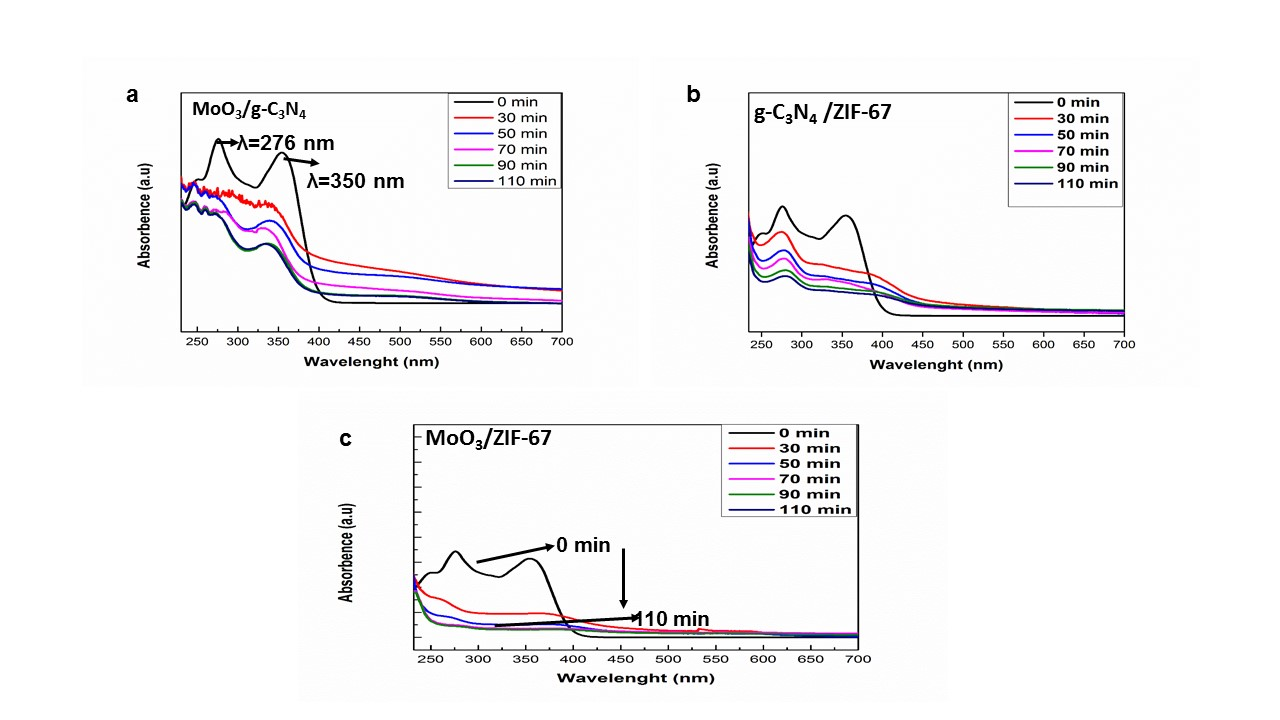 a
MoO₃/g-C₃N₄
λ=276 nm
λ=350 nm
0 min
30 min
50 min
70 min
90 min
110 min
Absorbence (a.u)
250 300 350 400 450 500 550 600 650 700
Wavelenght (nm)
b
g-C₃N₄ /ZIF-67
0 min
30 min
50 min
70 min
90 min
110 min
Absorbence (a.u)
250 300 350 400 450 500 550 600 650 700
Wavelenght (nm)
c
MoO₃/ZIF-67
0 min
30 min
50 min
70 min
90 min
110 min
0 min
110 min
Absorbence (a.u)
250 300 350 400 450 500 550 600 650 700
Wavelenght (nm)